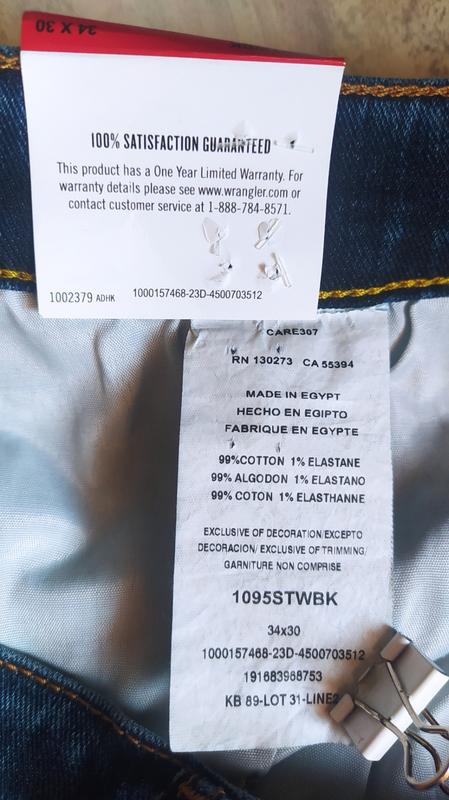 34 X 30
100% SATISFACTION GUARANTEED
This product has a One Year Limited Warranty. For
warranty details please see www.wrangler.com or
contact customer service at 1-888-784-8571.
1002379 ADHK 1000157468-23D-4500703512
CARE307
RN 130273 CA 55394
MADE IN EGYPT
HECHO EN EGIPTO
FABRIQUE EN EGYPTE
99%COTTON 1% ELASTANE
99% ALGODON 1% ELASTANO
99% COTON 1% ELASTHANNE
EXCLUSIVE OF DECORATION/EXCEPTO
DECORACION/ EXCLUSIVE OF TRIMMING/
GARNITURE NON COMPRISE
1095STWBK
34x30
1000157468-23D-4500703512
191683968753
KB 89-LOT 31-LINE2